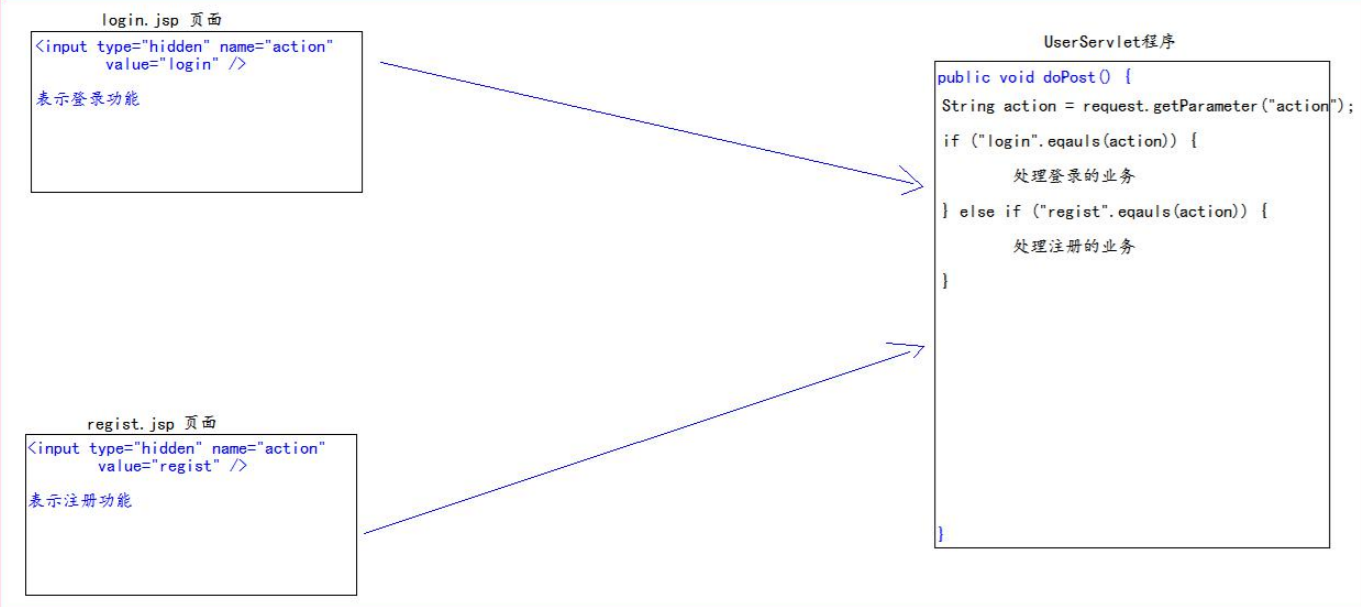 login.jsp 页面
<input type="hidden" name="action"
value="login" />
表示登录功能
regist.jsp 页面
<input type="hidden" name="action"
value="regist" />
表示注册功能
UserServlet程序
public void doPost() {
String action = request.getParameter("action");
if ("login".eqauls(action)) {
处理登录的业务
} else if ("regist".eqauls(action)) {
处理注册的业务
}
}